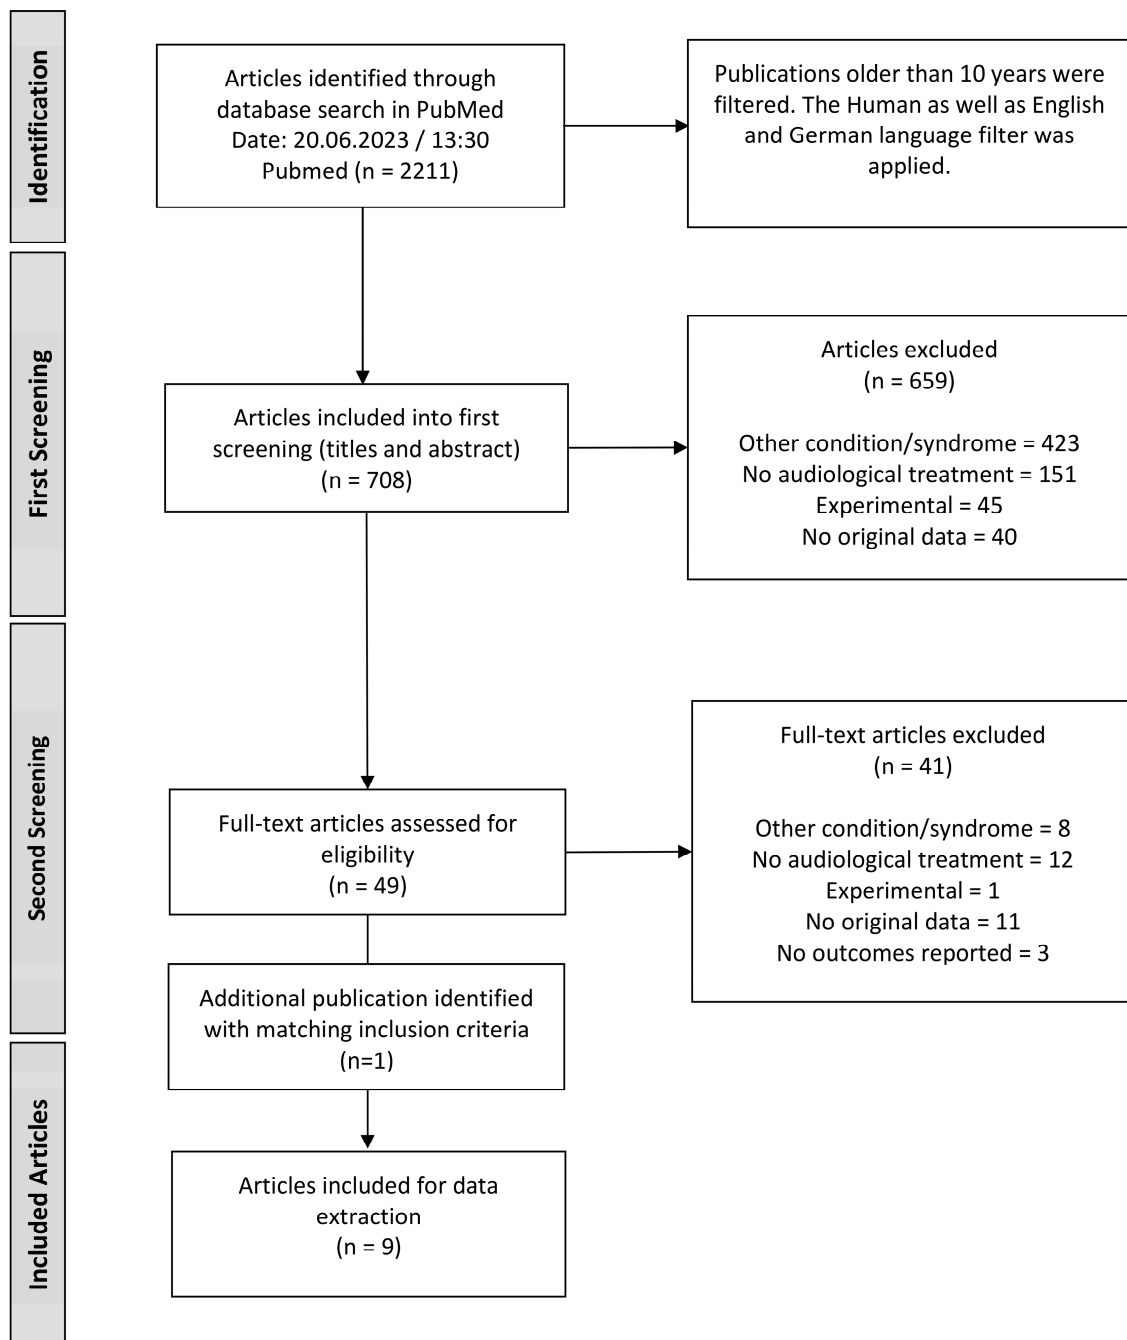 Identification
Articles identified through
database search in PubMed
Date: 20.06.2023 / 13:30
Pubmed (n = 2211)
Publications older than 10 years were
filtered. The Human as well as English
and German language filter was
applied.
First Screening
Articles included into first
screening (titles and abstract)
(n = 708)
Articles excluded
(n = 659)
Other condition/syndrome = 423
No audiological treatment = 151
Experimental = 45
No original data = 40
Second Screening
Full-text articles assessed for
eligibility
(n = 49)
Full-text articles excluded
(n = 41)
Other condition/syndrome = 8
No audiological treatment = 12
Experimental = 1
No original data = 11
No outcomes reported = 3
Additional publication identified
with matching inclusion criteria
(n=1)
Included Articles
Articles included for data
extraction
(n = 9)